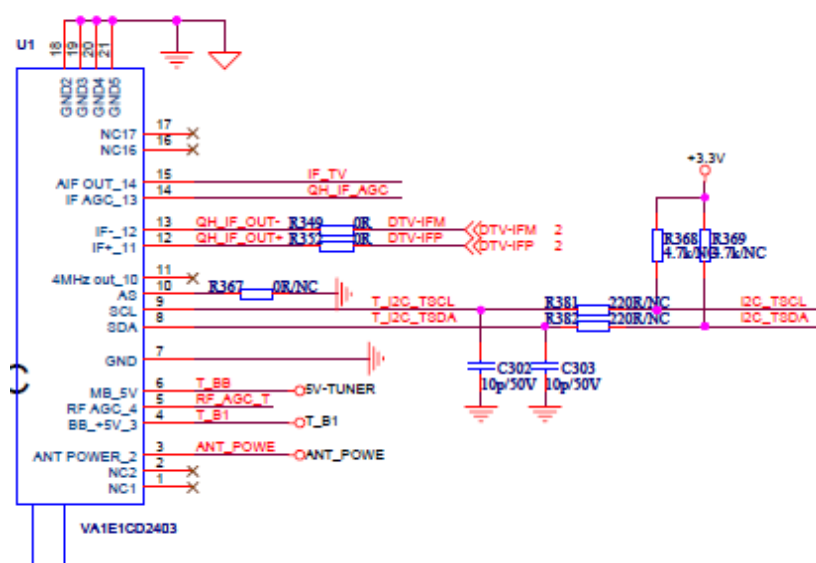 U1
18
19
20
21
GND2
GND3
GND4
GND5
NC17
17
NC16
16
AIF OUT_14
15
IF_TV
IF AGC_13
14
QH_IF_AGC
+3.3V
IF-_12
13
QH_IF_OUT-
R349
0R
DTV-IFM
DTV-IFM 2
IF+_11
12
QH_IF_OUT+
R352
0R
DTV-IFP
DTV-IFP 2
R368
4.7k/NC
R369
4.7k/NC
4MHz out_10
11
AS
10
R367
0R/NC
SCL
9
T_I2C_TSCL
R381
220R/NC
I2C_TSCL
SDA
8
T_I2C_TSDA
R382
220R/NC
I2C_TSDA
GND
7
C302
10p/50V
C303
10p/50V
MB_5V
6
T_BB
5V-TUNER
RF AGC_4
5
RF_AGC_T
BB_+5V_3
4
T_B1
T_B1
ANT POWER_2
3
ANT_POWE
ANT_POWE
NC2
2
NC1
1
VA1E1CD2403